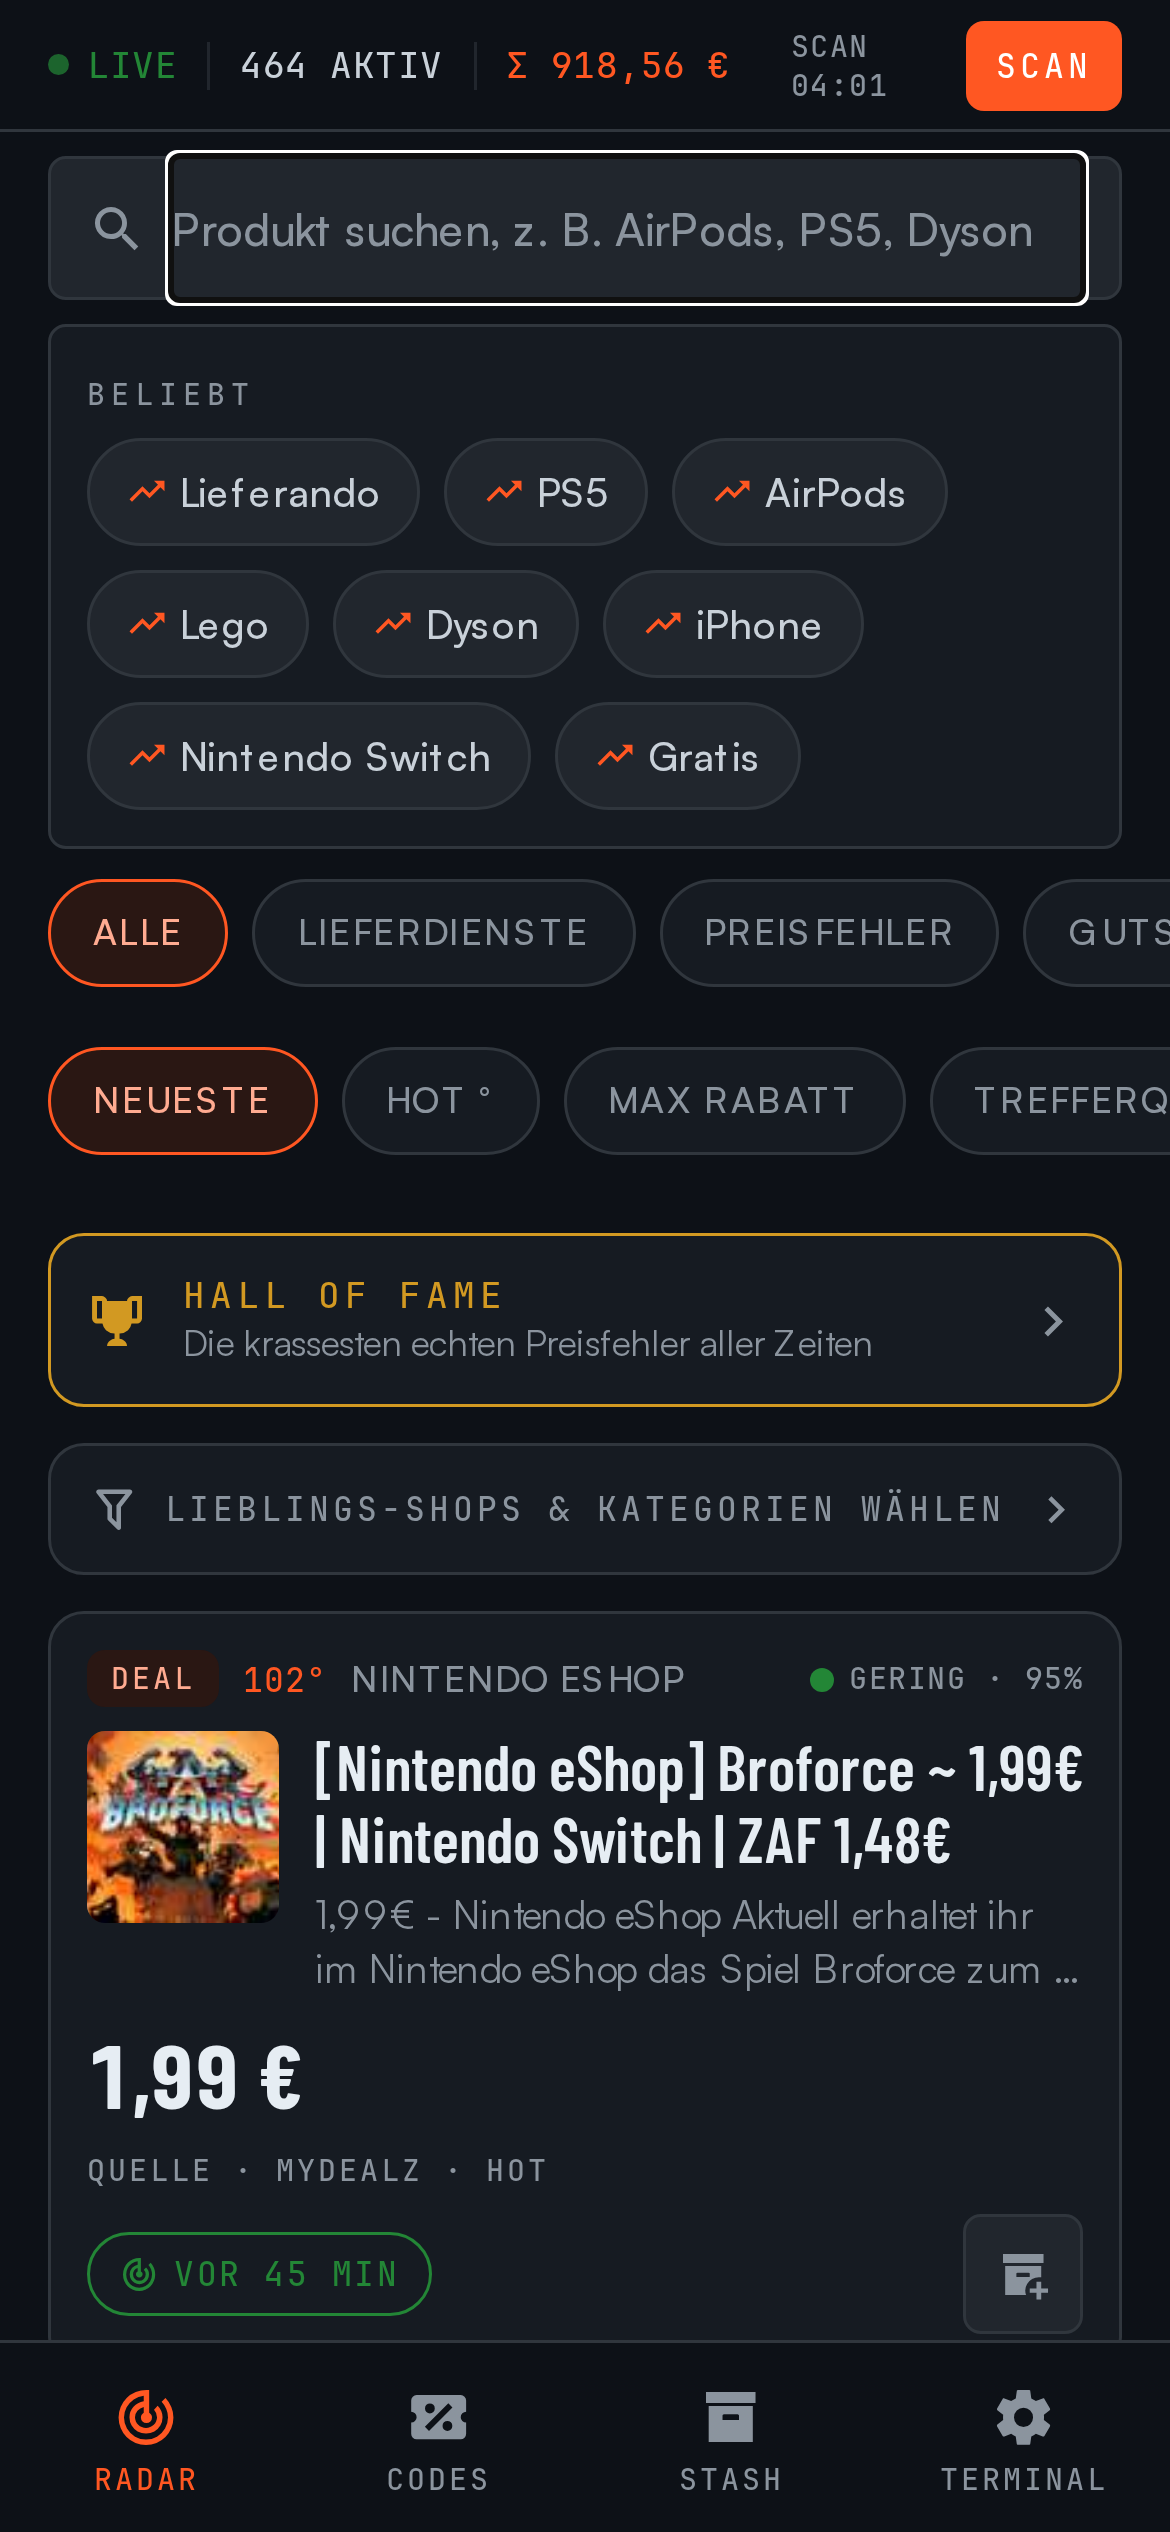 LIVE
464 AKTIV
Σ 918,56 €
SCAN
04:01
SCAN
Produkt suchen, z. B. AirPods, PS5, Dyson
BELIEBT
Lieferando
PS5
AirPods
Lego
Dyson
iPhone
Nintendo Switch
Gratis
ALLE
LIEFERDIENSTE
PREISFEHLER
GUTS
NEUESTE
HOT °
MAX RABATT
TREFFERQ
HALL OF FAME
Die krassesten echten Preisfehler aller Zeiten
LIEBLINGS-SHOPS & KATEGORIEN WÄHLEN
DEAL 102° NINTENDO ESHOP
GERING · 95%
BROFORCE
[Nintendo eShop] Broforce ~ 1,99€
| Nintendo Switch | ZAF 1,48€
1,99€ - Nintendo eShop Aktuell erhaltet ihr
im Nintendo eShop das Spiel Broforce zum ...
1,99 €
QUELLE · MYDEALZ · HOT
VOR 45 MIN
RADAR
CODES
STASH
TERMINAL